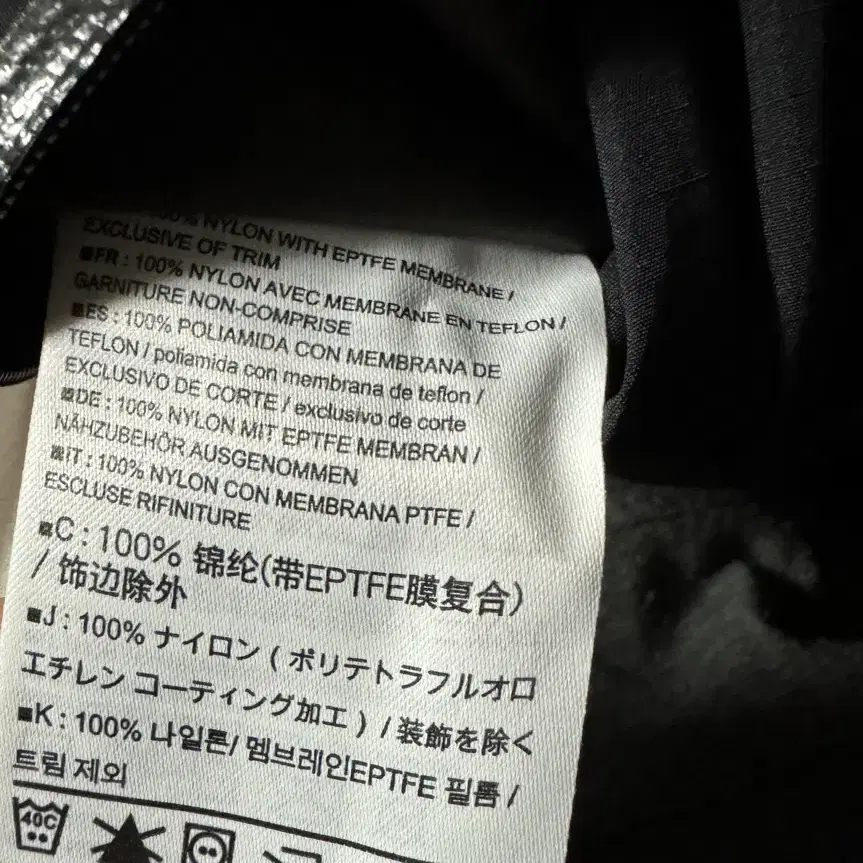 100% NYLON WITH EPTFE MEMBRANE /
EXCLUSIVE OF TRIM
■FR : 100% NYLON AVEC MEMBRANE EN TEFLON /
GARNITURE NON-COMPRISE
■ES : 100% POLIAMIDA CON MEMBRANA DE
TEFLON / poliamida con membrana de teflon /
EXCLUSIVO DE CORTE / exclusivo de corte
■DE : 100% NYLON MIT EPTFE MEMBRAN /
NÄHZUBEHÖR AUSGENOMMEN
■IT : 100% NYLON CON MEMBRANA PTFE /
ESCLUSE RIFINITURE
■C : 100% 锦纶(带EPTFE膜复合)
/ 饰边除外
■J : 100% ナイロン ( ポリテトラフルオロ
エチレン コーティング加工 ) / 装飾を除く
■K : 100% 나일론/ 멤브레인EPTFE 필름 /
트림 제외
40C